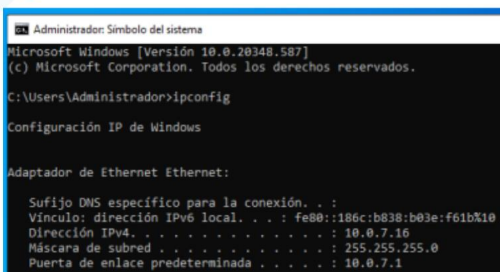 Administrador: Símbolo del sistema
Microsoft Windows [Versión 10.0.20348.587]
(c) Microsoft Corporation. Todos los derechos reservados.
C:\Users\Administrador>ipconfig
Configuración IP de Windows
Adaptador de Ethernet Ethernet:
Sufijo DNS específico para la conexión. . :
Vínculo: dirección IPv6 local. . . : fe80::186c:b838:b03e:f61b%10
Dirección IPv4. . . . . . . . . . . . . . : 10.0.7.16
Máscara de subred . . . . . . . . . . . . : 255.255.255.0
Puerta de enlace predeterminada . . . . . : 10.0.7.1